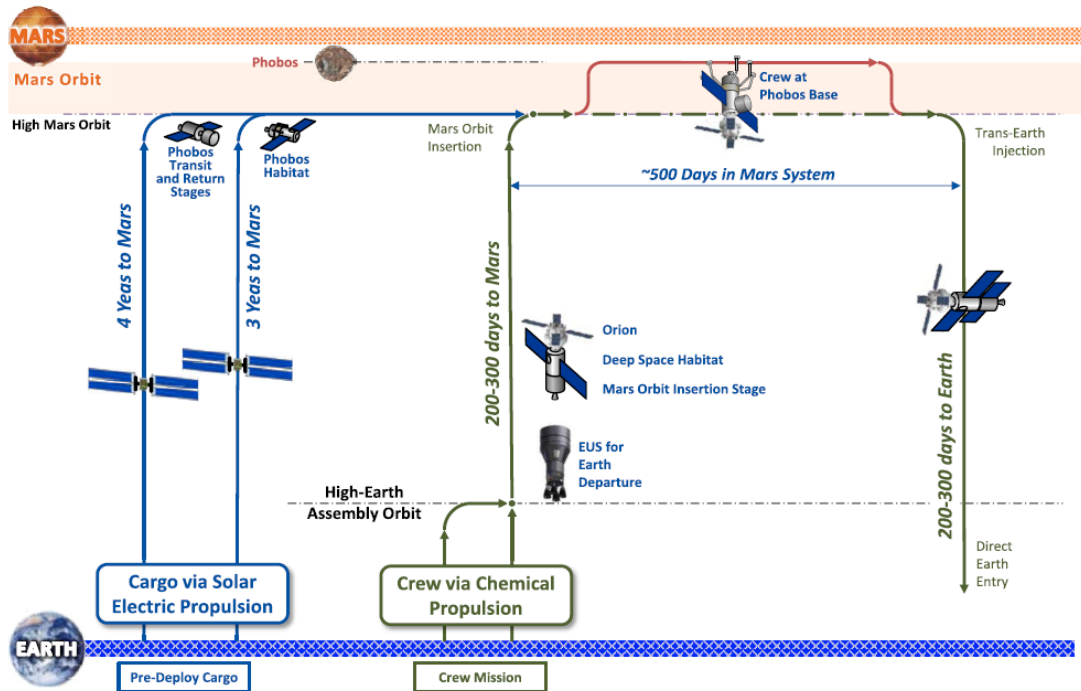 MARS
Mars Orbit
Phobos
Crew at
Phobos Base
High Mars Orbit
Mars Orbit
Insertion
Trans-Earth
Injection
Phobos
Transit
and Return
Stages
Phobos
Habitat
~500 Days in Mars System
4 Yeas to Mars
3 Yeas to Mars
200-300 days to Mars
Orion
Deep Space Habitat
Mars Orbit Insertion Stage
EUS for
Earth
Departure
200-300 days to Earth
High-Earth
Assembly Orbit
Direct
Earth
Entry
Cargo via Solar
Electric Propulsion
Crew via Chemical
Propulsion
EARTH
Pre-Deploy Cargo
Crew Mission